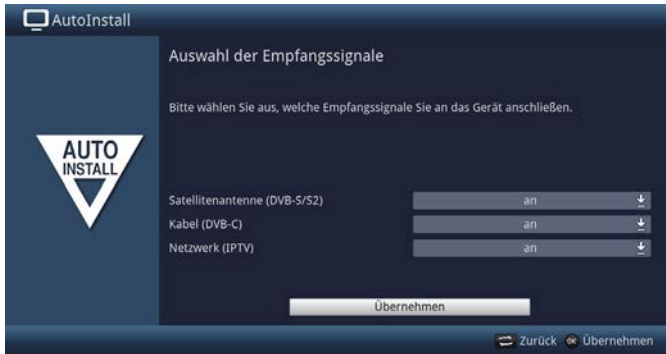 AutoInstall
Auswahl der Empfangssignale
Bitte wählen Sie aus, welche Empfangssignale Sie an das Gerät anschließen.
AUTO
INSTALL
Satellitenantenne (DVB-S/S2) an
Kabel (DVB-C) an
Netzwerk (IPTV) an
Übernehmen
Zurück OK Übernehmen